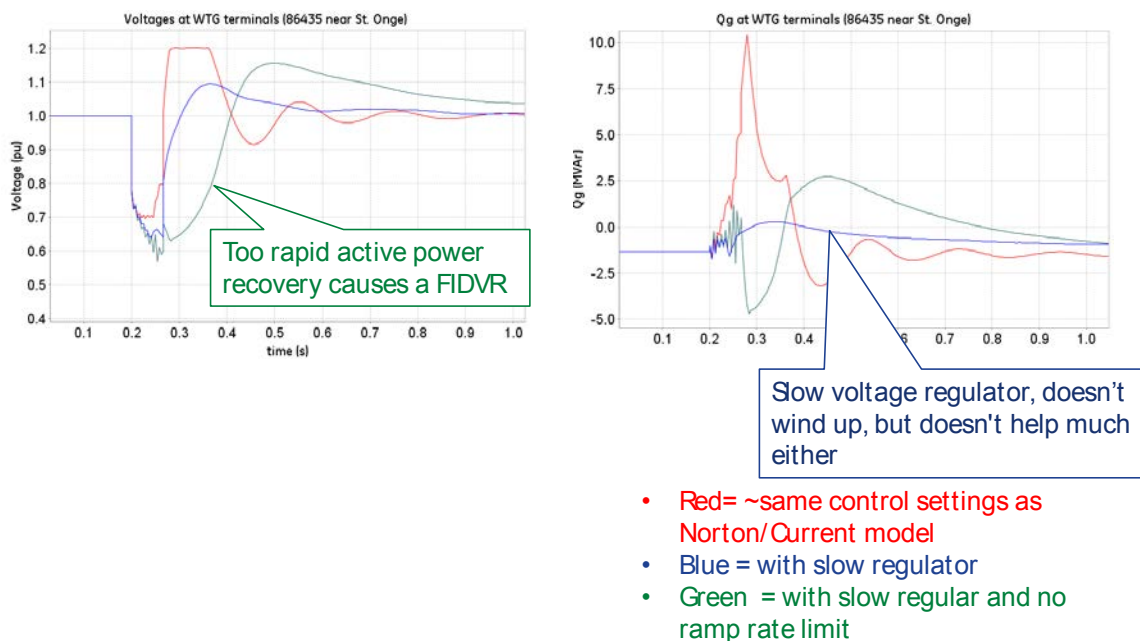 Voltages at WTG terminals (86435 near St. Onge)
Voltage (pu)
1.2
1.1
1.0
0.9
0.8
0.7
0.6
0.5
0.4
0.1 0.2 0.3 0.4 0.5 0.6 0.7 0.8 0.9 1.0
time (s)
Too rapid active power
recovery causes a FIDVR
Qg at WTG terminals (86435 near St. Onge)
Qg (MVAr)
10.0
7.5
5.0
2.5
0.0
-2.5
-5.0
0.1 0.2 0.3 0.4 0.5 0.6 0.7 0.8 0.9 1.0
Slow voltage regulator, doesn't
wind up, but doesn't help much
either
• Red= ~same control settings as
Norton/Current model
• Blue = with slow regulator
• Green = with slow regular and no
ramp rate limit